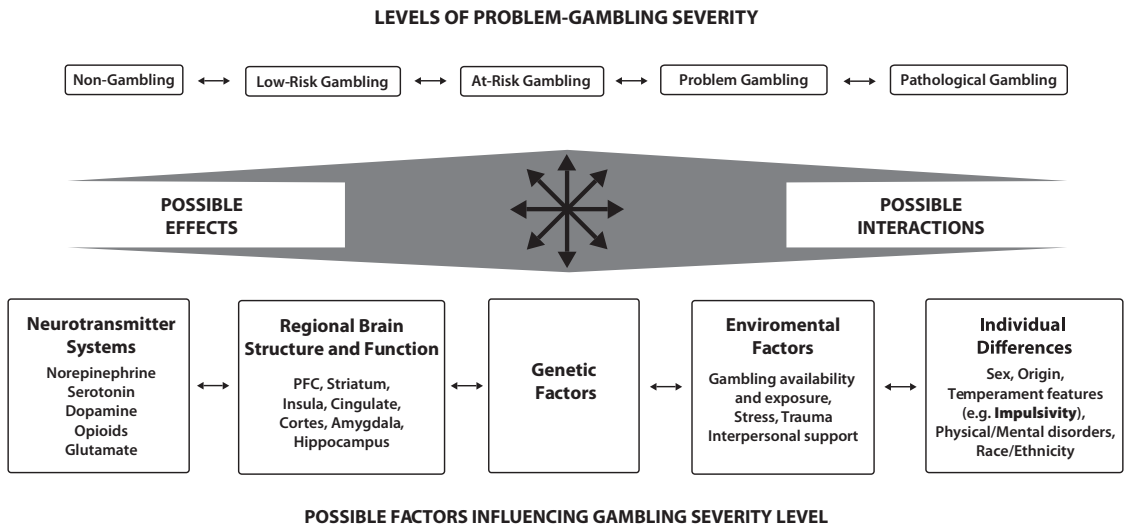 LEVELS OF PROBLEM-GAMBLING SEVERITY
Non-Gambling
Low-Risk Gambling
At-Risk Gambling
Problem Gambling
Pathological Gambling
POSSIBLE
EFFECTS
POSSIBLE
INTERACTIONS
Neurotransmitter
Systems
Norepinephrine
Serotonin
Dopamine
Opioids
Glutamate
Regional Brain
Structure and Function
PFC, Striatum,
Insula, Cingulate,
Cortes, Amygdala,
Hippocampus
Genetic
Factors
Enviromental
Factors
Gambling availability
and exposure,
Stress, Trauma
Interpersonal support
Individual
Differences
Sex, Origin,
Temperament features
(e.g. Impulsivity),
Physical/Mental disorders,
Race/Ethnicity
POSSIBLE FACTORS INFLUENCING GAMBLING SEVERITY LEVEL